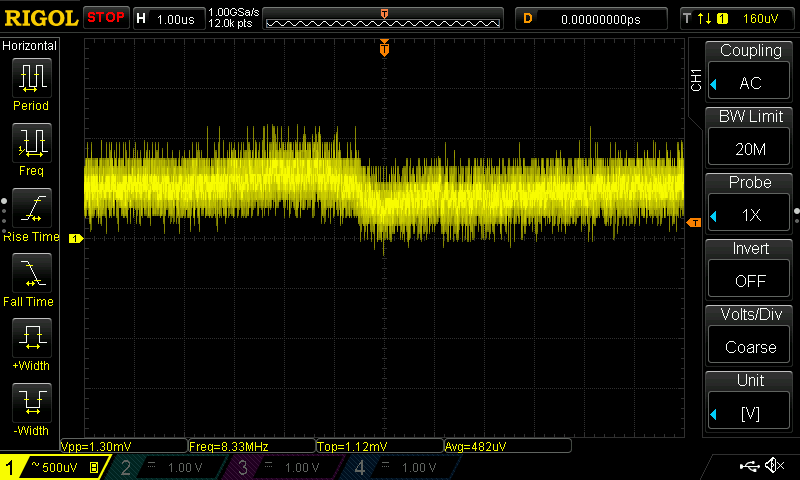 RIGOL STOP H 1.00us 1.00GSa/s 12.0k pts T D 0.00000000ps T 1 160uV
Horizontal
Period
Freq
Rise Time
Fall Time
+Width
-Width
T
1
T
CH1
Coupling
AC
BW Limit
20M
Probe
1X
Invert
OFF
Volts/Div
Coarse
Unit
[V]
Vpp=1.30mV Freq=8.33MHz Top=1.12mV Avg=482uV
1 ~ 500uV B 2 1.00 V 3 1.00 V 4 1.00 V